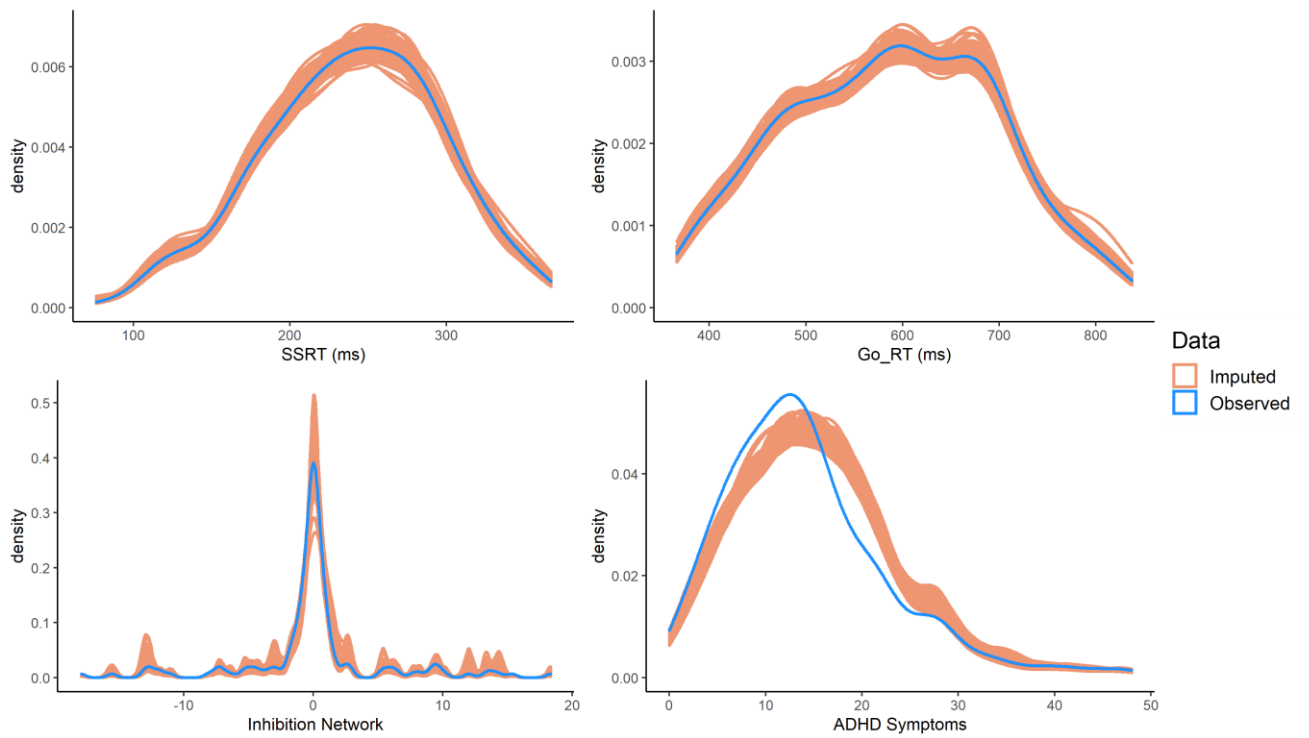 density
0.006
0.004
0.002
0.000
100 200 300
SSRT (ms)
density
0.003
0.002
0.001
0.000
400 500 600 700 800
Go_RT (ms)
density
0.5
0.4
0.3
0.2
0.1
0.0
-10 0 10 20
Inhibition Network
density
0.04
0.02
0.00
0 10 20 30 40 50
ADHD Symptoms
Data
Imputed
Observed